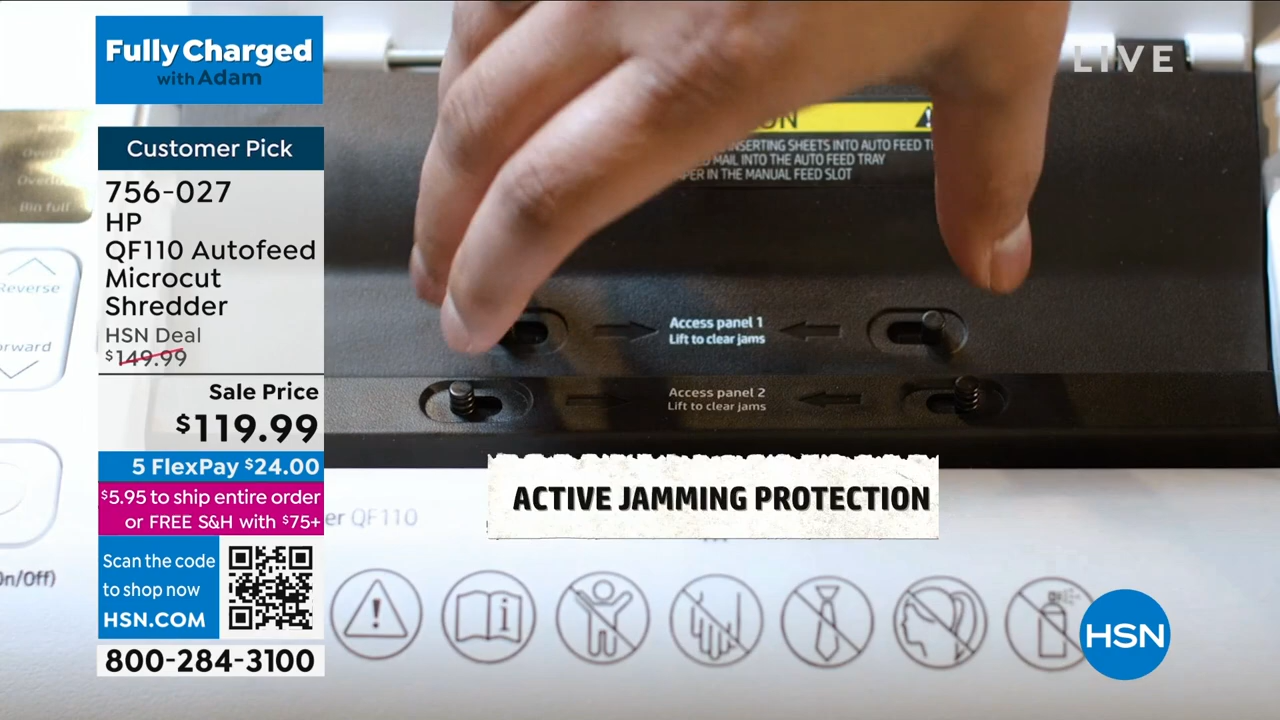 Fully Charged
with Adam
LIVE
Customer Pick
756-027
HP
QF110 Autofeed
Microcut
Shredder
HSN Deal
$149.99
Sale Price
$119.99
5 FlexPay $24.00
$5.95 to ship entire order
or FREE S&H with $75+
Scan the code
to shop now
HSN.COM
800-284-3100
INSERTING SHEETS INTO AUTO FEED
MAIL INTO THE AUTO FEED TRAY
IN THE MANUAL FEED SLOT
Bin full
Reverse
Access panel 1
Lift to clear jams
Access panel 2
Lift to clear jams
ACTIVE JAMMING PROTECTION
QF110
On/Off)
HSN